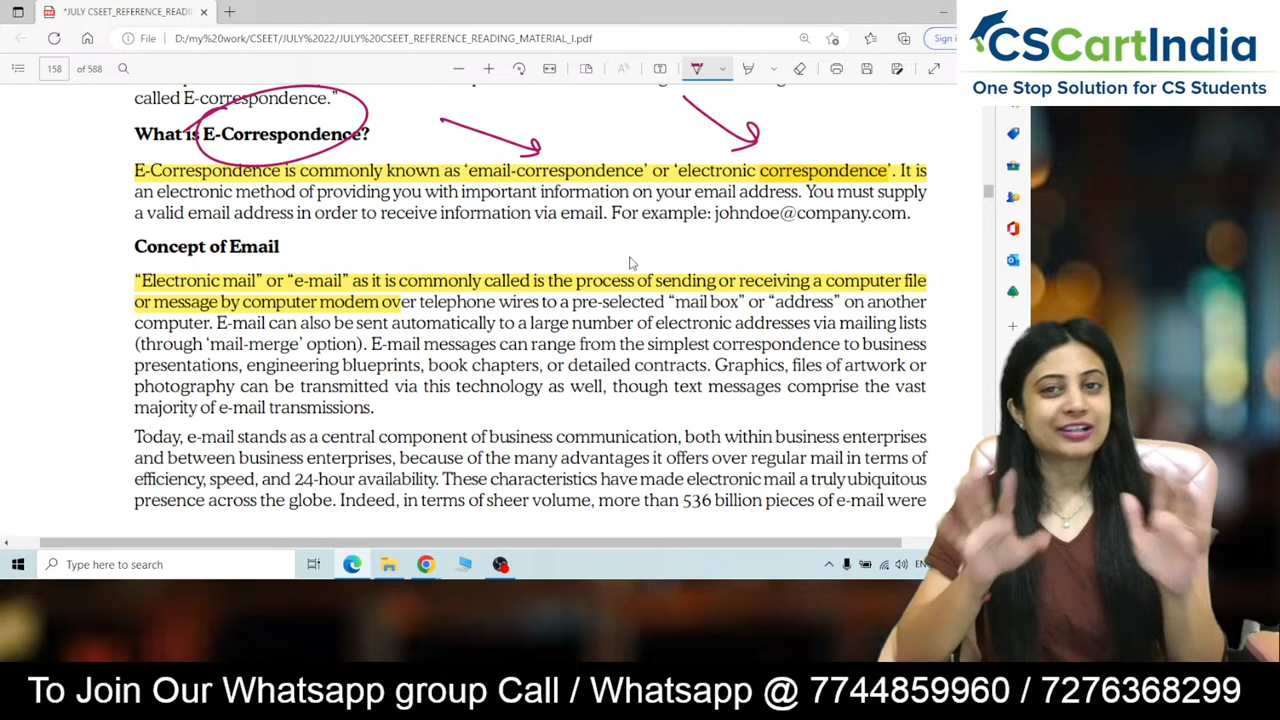 *JULY CSEET_REFERENCE_READI
CSCartIndia
One Stop Solution for CS Students
File
D:/my%20work/CSEET/JULY%202022/JULY%20CSEET_REFERENCE_READING_MATERIAL_I.pdf
Sign i
158 of 588
called E-correspondence."
What is E-Correspondence?
E-Correspondence is commonly known as ‘email-correspondence’ or ‘electronic correspondence’. It is
an electronic method of providing you with important information on your email address. You must supply
a valid email address in order to receive information via email. For example: johndoe@company.com.
Concept of Email
“Electronic mail” or “e-mail” as it is commonly called is the process of sending or receiving a computer file
or message by computer modem over telephone wires to a pre-selected “mail box” or “address” on another
computer. E-mail can also be sent automatically to a large number of electronic addresses via mailing lists
(through ‘mail-merge’ option). E-mail messages can range from the simplest correspondence to business
presentations, engineering blueprints, book chapters, or detailed contracts. Graphics, files of artwork or
photography can be transmitted via this technology as well, though text messages comprise the vast
majority of e-mail transmissions.
Today, e-mail stands as a central component of business communication, both within business enterprises
and between business enterprises, because of the many advantages it offers over regular mail in terms of
efficiency, speed, and 24-hour availability. These characteristics have made electronic mail a truly ubiquitous
presence across the globe. Indeed, in terms of sheer volume, more than 536 billion pieces of e-mail were
Type here to search
EN
To Join Our Whatsapp group Call / Whatsapp @ 7744859960 / 7276368299